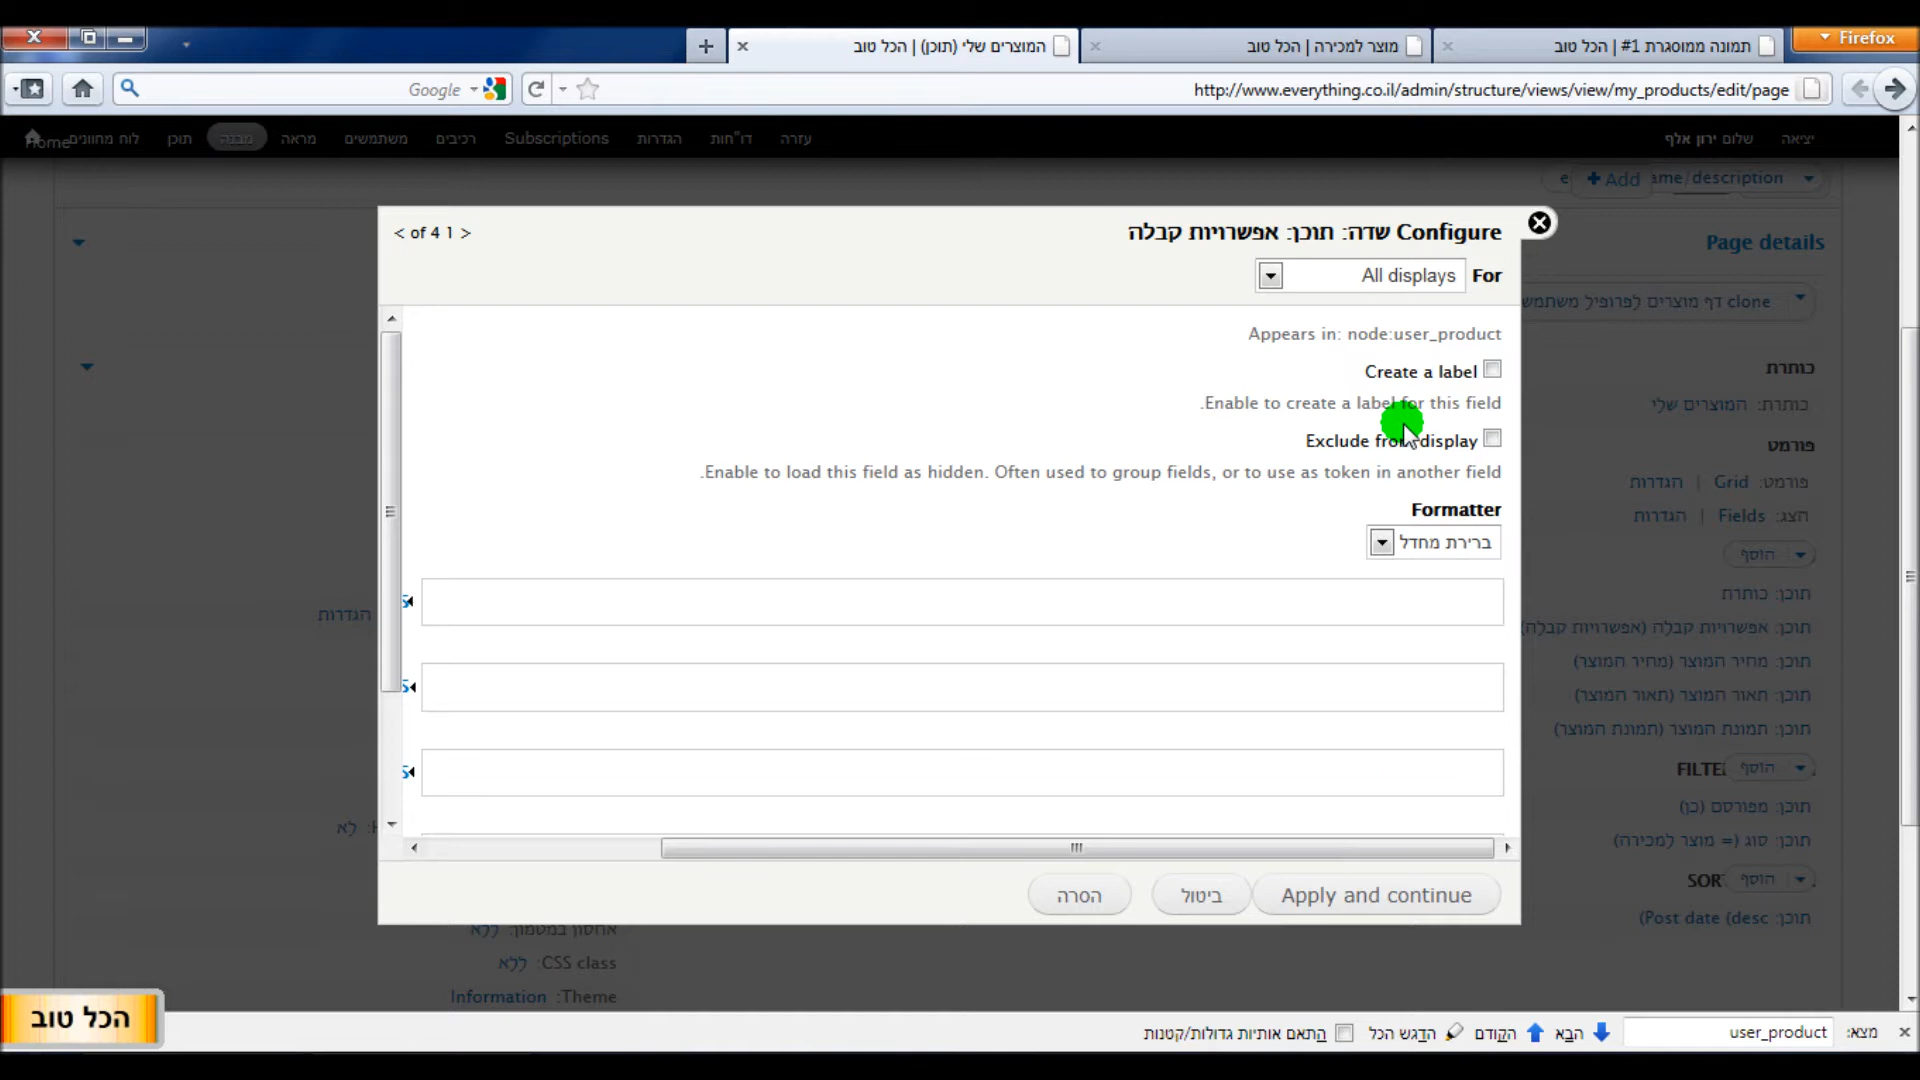 Firefox
תמונה ממוסגרת #1 | הכל טוב
מוצר למכירה | הכל טוב
המוצרים שלי (תוכן) | הכל טוב
http://www.everything.co.il/admin/structure/views/view/my_products/edit/page
Google
Home
לוח מחוונים
תוכן
מבנה
מראה
משתמשים
רכיבים
Subscriptions
הגדרות
דו"חות
עזרה
שלום ירון אלף
יציאה
Add
ame/description
Page details
clone דף מוצרים לפרופיל משתמש
כותרת
כותרת: המוצרים שלי
פורמט
פורמט: Grid | הגדרות
הצג: Fields | הגדרות
הוסף
תוכן: כותרת
תוכן: אפשרויות קבלה (אפשרויות קבלה)
תוכן: מחיר המוצר (מחיר המוצר)
תוכן: תאור המוצר (תאור המוצר)
תוכן: תמונת המוצר (תמונת המוצר)
FILTE
הוסף
תוכן: מפורסם (כן)
תוכן: סוג (= מוצר למכירה)
SOR
הוסף
תוכן: Post date (desc)
הגדרות
לא
אחסון במטמון: ללא
CSS class: ללא
Theme: Information
Configure שדה: תוכן: אפשרויות קבלה
< of 4 1 >
For
All displays
Appears in: node:user_product
Create a label
Enable to create a label for this field.
Exclude from display
Enable to load this field as hidden. Often used to group fields, or to use as token in another field.
Formatter
ברירת מחדל
Apply and continue
ביטול
הסרה
הכל טוב
מצא:
user_product
הבא
הקודם
הדגש הכל
התאם אותיות גדולות/קטנות